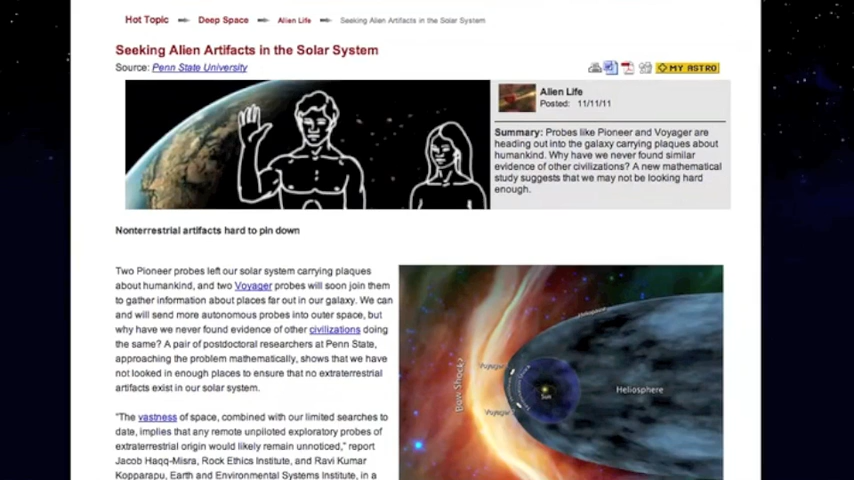 Hot Topic Deep Space Alien Life Seeking Alien Artifacts in the Solar System
Seeking Alien Artifacts in the Solar System
Source: Penn State University
MY ASTRO
Alien Life
Posted: 11/11/11
Summary: Probes like Pioneer and Voyager are
heading out into the galaxy carrying plaques about
humankind. Why have we never found similar
evidence of other civilizations? A new mathematical
study suggests that we may not be looking hard
enough.
Nonterrestrial artifacts hard to pin down
Two Pioneer probes left our solar system carrying plaques
about humankind, and two Voyager probes will soon join them
to gather information about places far out in our galaxy. We can
and will send more autonomous probes into outer space, but
why have we never found evidence of other civilizations doing
the same? A pair of postdoctoral researchers at Penn State,
approaching the problem mathematically, shows that we have
not looked in enough places to ensure that no extraterrestrial
artifacts exist in our solar system.
"The vastness of space, combined with our limited searches to
date, implies that any remote unpiloted exploratory probes of
extraterrestrial origin would likely remain unnoticed," report
Jacob Haqq-Misra, Rock Ethics Institute, and Ravi Kumar
Kopparapu, Earth and Environmental Systems Institute, in a
Heliopause
Bow Shock
Voyager
Sun
Heliosphere
Voyager